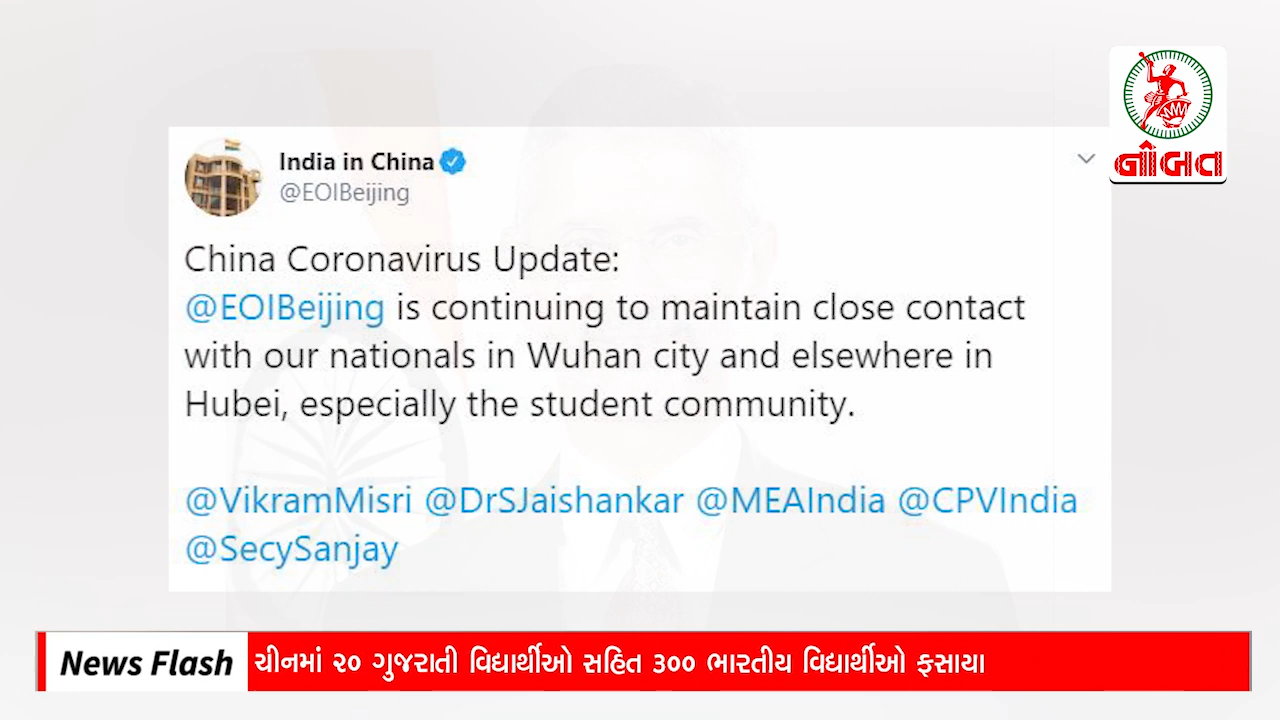 નોબત
India in China
@EOIBeijing
China Coronavirus Update:
@EOIBeijing is continuing to maintain close contact
with our nationals in Wuhan city and elsewhere in
Hubei, especially the student community.
@VikramMisri @DrSJaishankar @MEAIndia @CPVIndia
@SecySanjay
News Flash ચીનમાં ૨૦ ગુજરાતી વિદ્યાર્થીઓ સહિત ૩૦૦ ભારતીય વિદ્યાર્થીઓ ફસાયા